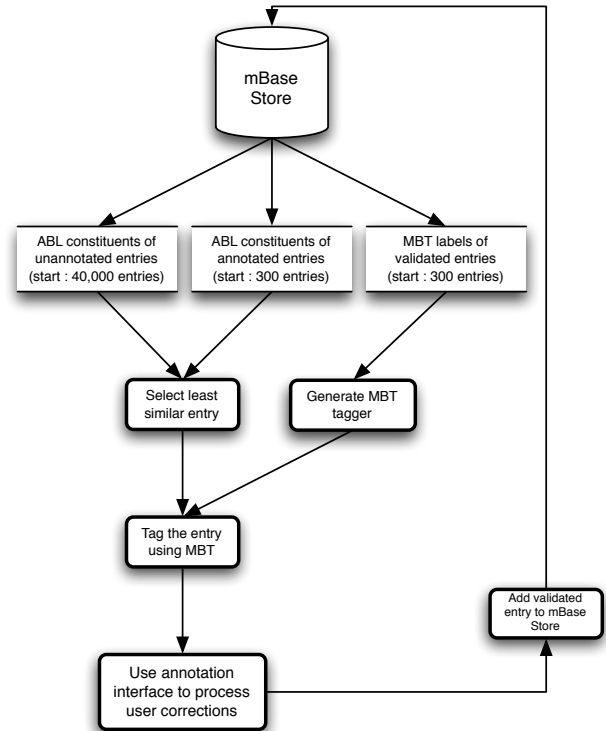 mBase
Store
ABL constituents of
unannotated entries
(start : 40,000 entries)
ABL constituents of
annotated entries
(start : 300 entries)
MBT labels of
validated entries
(start : 300 entries)
Select least
similar entry
Generate MBT
tagger
Tag the entry
using MBT
Add validated
entry to mBase
Store
Use annotation
interface to process
user corrections